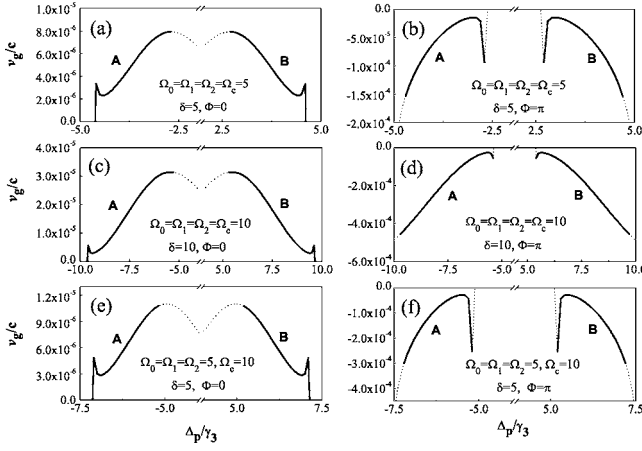 (a)
v_g/c
1.0x10⁻⁵
8.0x10⁻⁶
6.0x10⁻⁶
4.0x10⁻⁶
2.0x10⁻⁶
0.0
A
B
Ω₀=Ω₁=Ω₂=Ω_c=5
δ=5, Φ=0
-5.0 -2.5 2.5 5.0
(b)
0.0
-5.0x10⁻⁵
-1.0x10⁻⁴
-1.5x10⁻⁴
-2.0x10⁻⁴
A
B
Ω₀=Ω₁=Ω₂=Ω_c=5
δ=5, Φ=π
-5.0 -2.5 2.5 5.0
(c)
v_g/c
4.0x10⁻⁵
3.0x10⁻⁵
2.0x10⁻⁵
1.0x10⁻⁵
0.0
A
B
Ω₀=Ω₁=Ω₂=Ω_c=10
δ=10, Φ=0
-10.0 -7.5 -5.0 5.0 7.5 10.0
(d)
0.0
-2.0x10⁻⁴
-4.0x10⁻⁴
-6.0x10⁻⁴
A
B
Ω₀=Ω₁=Ω₂=Ω_c=10
δ=10, Φ=π
-10.0 -7.5 -5.0 5.0 7.5 10.0
(e)
v_g/c
1.2x10⁻⁵
9.0x10⁻⁶
6.0x10⁻⁶
3.0x10⁻⁶
0.0
A
B
Ω₀=Ω₁=Ω₂=5, Ω_c=10
δ=5, Φ=0
-7.5 -5.0 5.0 7.5
Δ_p/γ₃
(f)
0.0
-1.0x10⁻⁴
-2.0x10⁻⁴
-3.0x10⁻⁴
-4.0x10⁻⁴
A
B
Ω₀=Ω₁=Ω₂=5, Ω_c=10
δ=5, Φ=π
-7.5 -5.0 5.0 7.5
Δ_p/γ₃